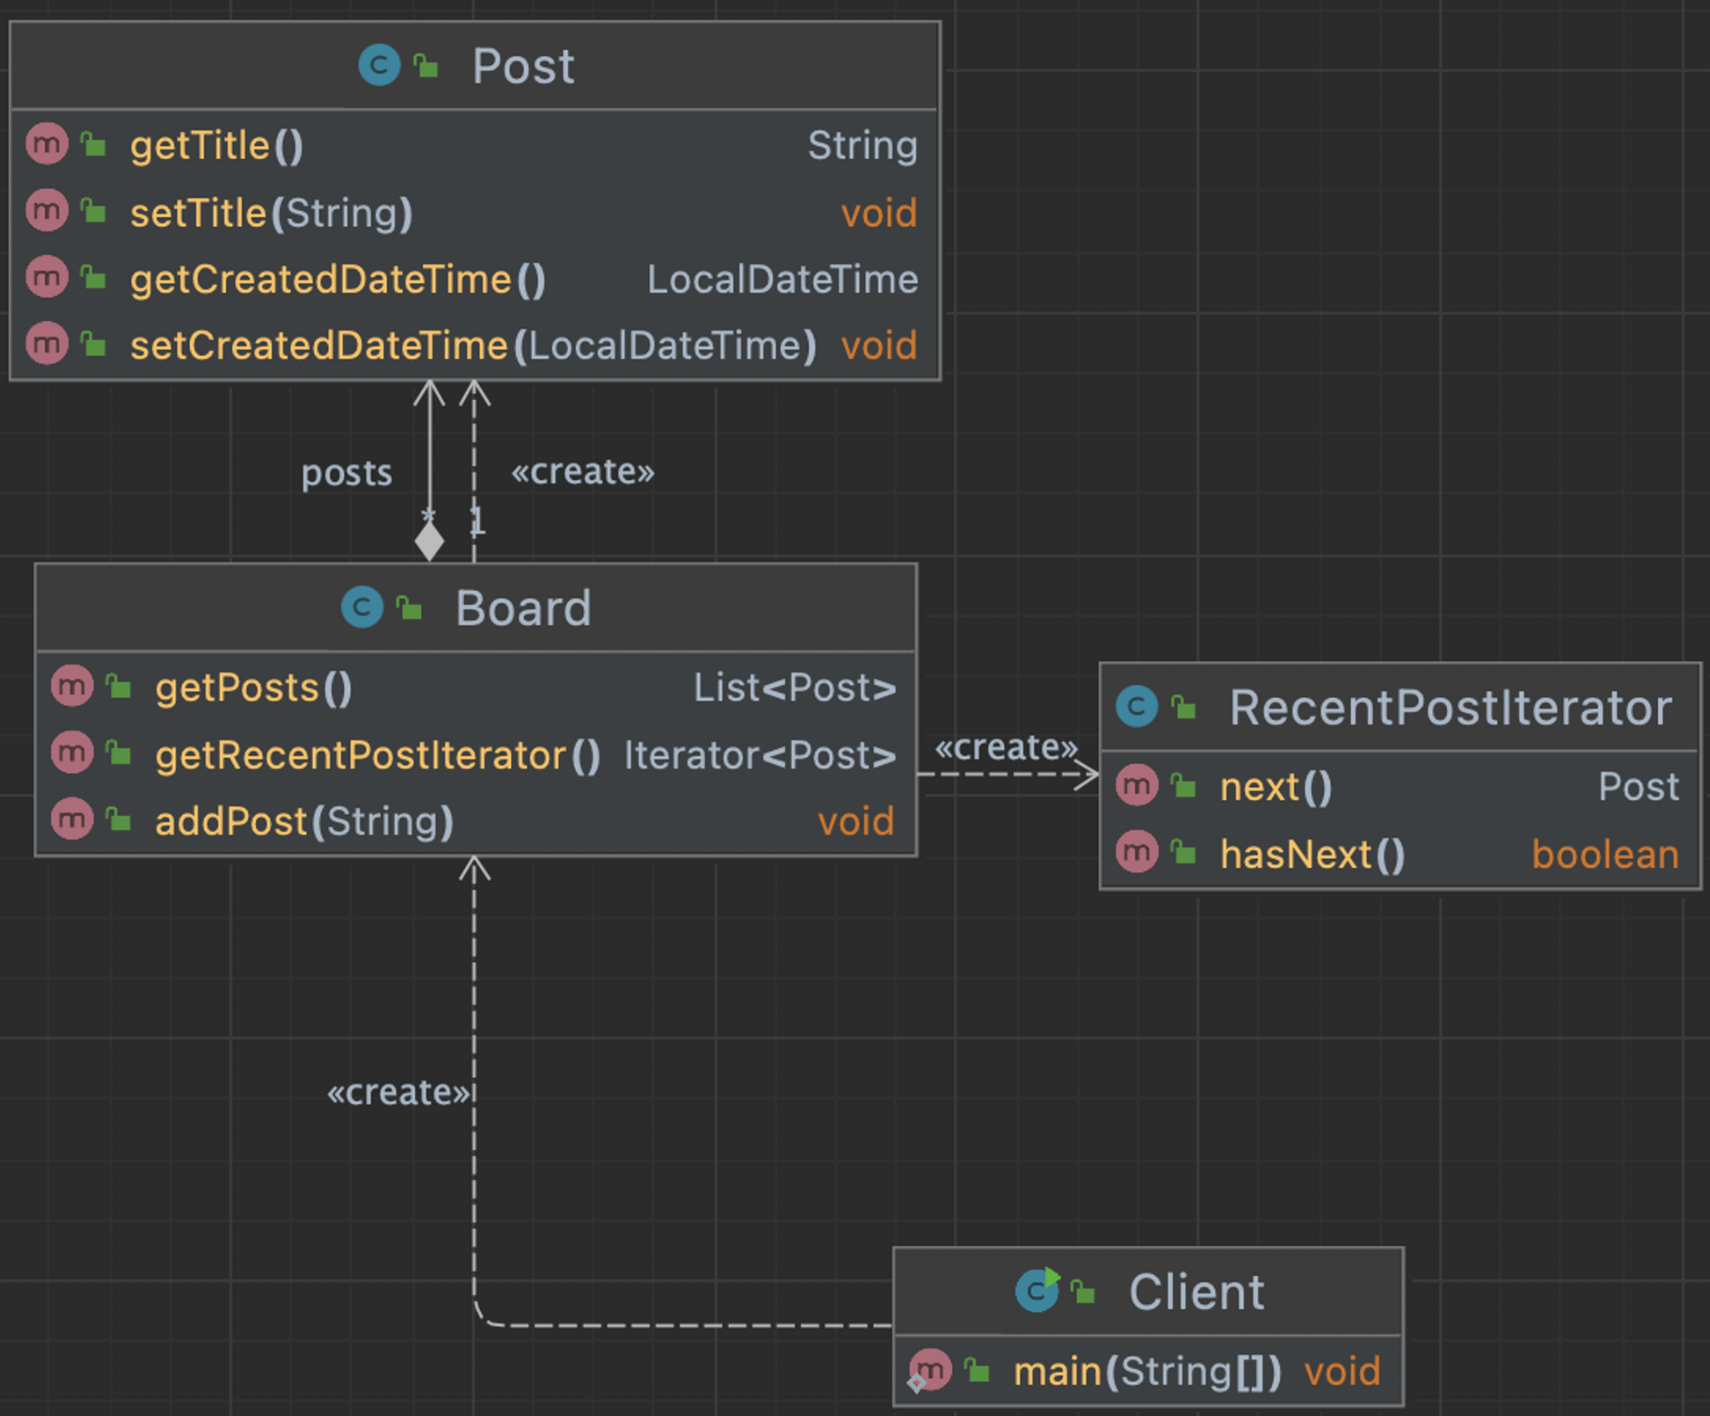 Post
getTitle() String
setTitle(String) void
getCreatedDateTime() LocalDateTime
setCreatedDateTime(LocalDateTime) void
posts «create»
* 1
Board
getPosts() List<Post>
getRecentPostIterator() Iterator<Post>
addPost(String) void
«create»
RecentPostIterator
next() Post
hasNext() boolean
«create»
Client
main(String[]) void